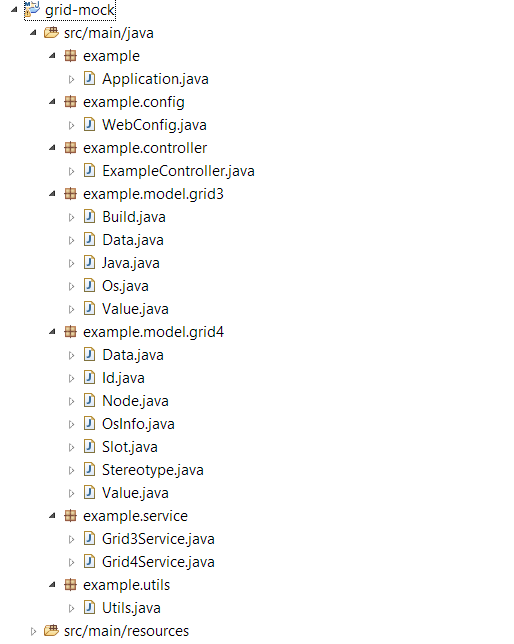 grid-mock
src/main/java
example
Application.java
example.config
WebConfig.java
example.controller
ExampleController.java
example.model.grid3
Build.java
Data.java
Java.java
Os.java
Value.java
example.model.grid4
Data.java
Id.java
Node.java
OsInfo.java
Slot.java
Stereotype.java
Value.java
example.service
Grid3Service.java
Grid4Service.java
example.utils
Utils.java
src/main/resources